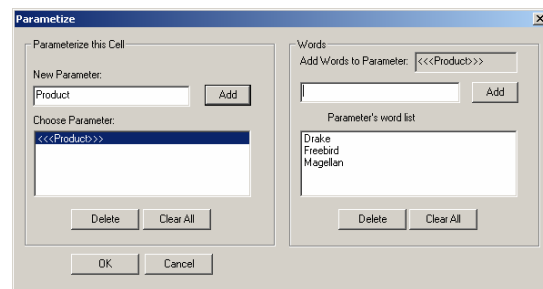 Parametize
Parameterize this Cell
New Parameter:
Product
Add
Choose Parameter:
<<<Product>>>
Delete
Clear All
Words
Add Words to Parameter:
<<<Product>>>
Add
Parameter's word list
Drake
Freebird
Magellan
Delete
Clear All
OK
Cancel